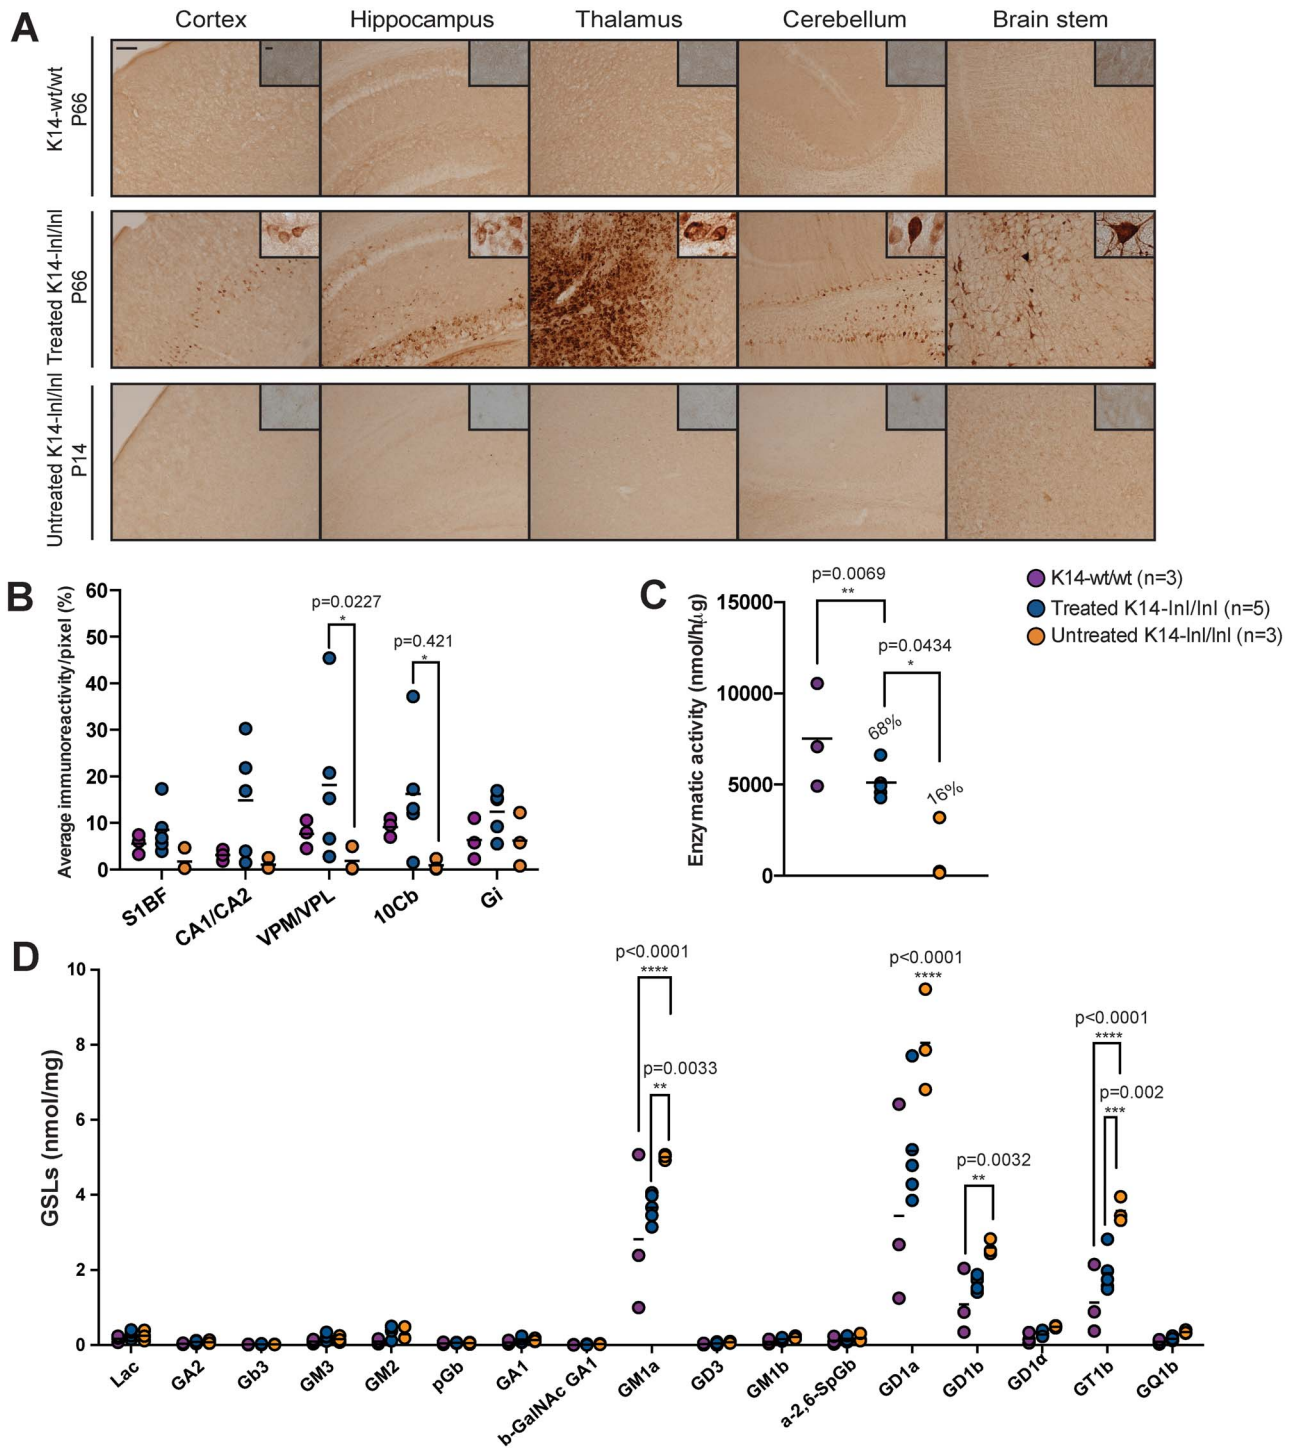 A
Cortex
Hippocampus
Thalamus
Cerebellum
Brain stem
K14-wt/wt
P66
Treated K14-lnl/lnl
P66
Untreated K14-lnl/lnl
P14
B
Average immunoreactivity/pixel (%)
60
50
40
30
20
10
0
p=0.0227
*
p=0.421
*
S1BF
CA1/CA2
VPM/VPL
10Cb
Gi
C
Enzymatic activity (nmol/h/µg)
15000
10000
5000
0
p=0.0069
**
p=0.0434
*
68%
16%
K14-wt/wt (n=3)
Treated K14-lnl/lnl (n=5)
Untreated K14-lnl/lnl (n=3)
D
GSLs (nmol/mg)
10
8
6
4
2
0
p<0.0001
****
p=0.0033
**
p<0.0001
****
p=0.0032
**
p<0.0001
****
p=0.002
***
Lac
GA2
Gb3
GM3
GM2
pGb
GA1
b-GalNAc GA1
GM1a
GD3
GM1b
a-2,6-SpGb
GD1a
GD1b
GD1α
GT1b
GQ1b